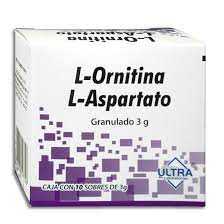 L-Ornitina
L-Aspartato
Granulado 3 g
CAJA CON 10 SOBRES DE 3g
ULTRA